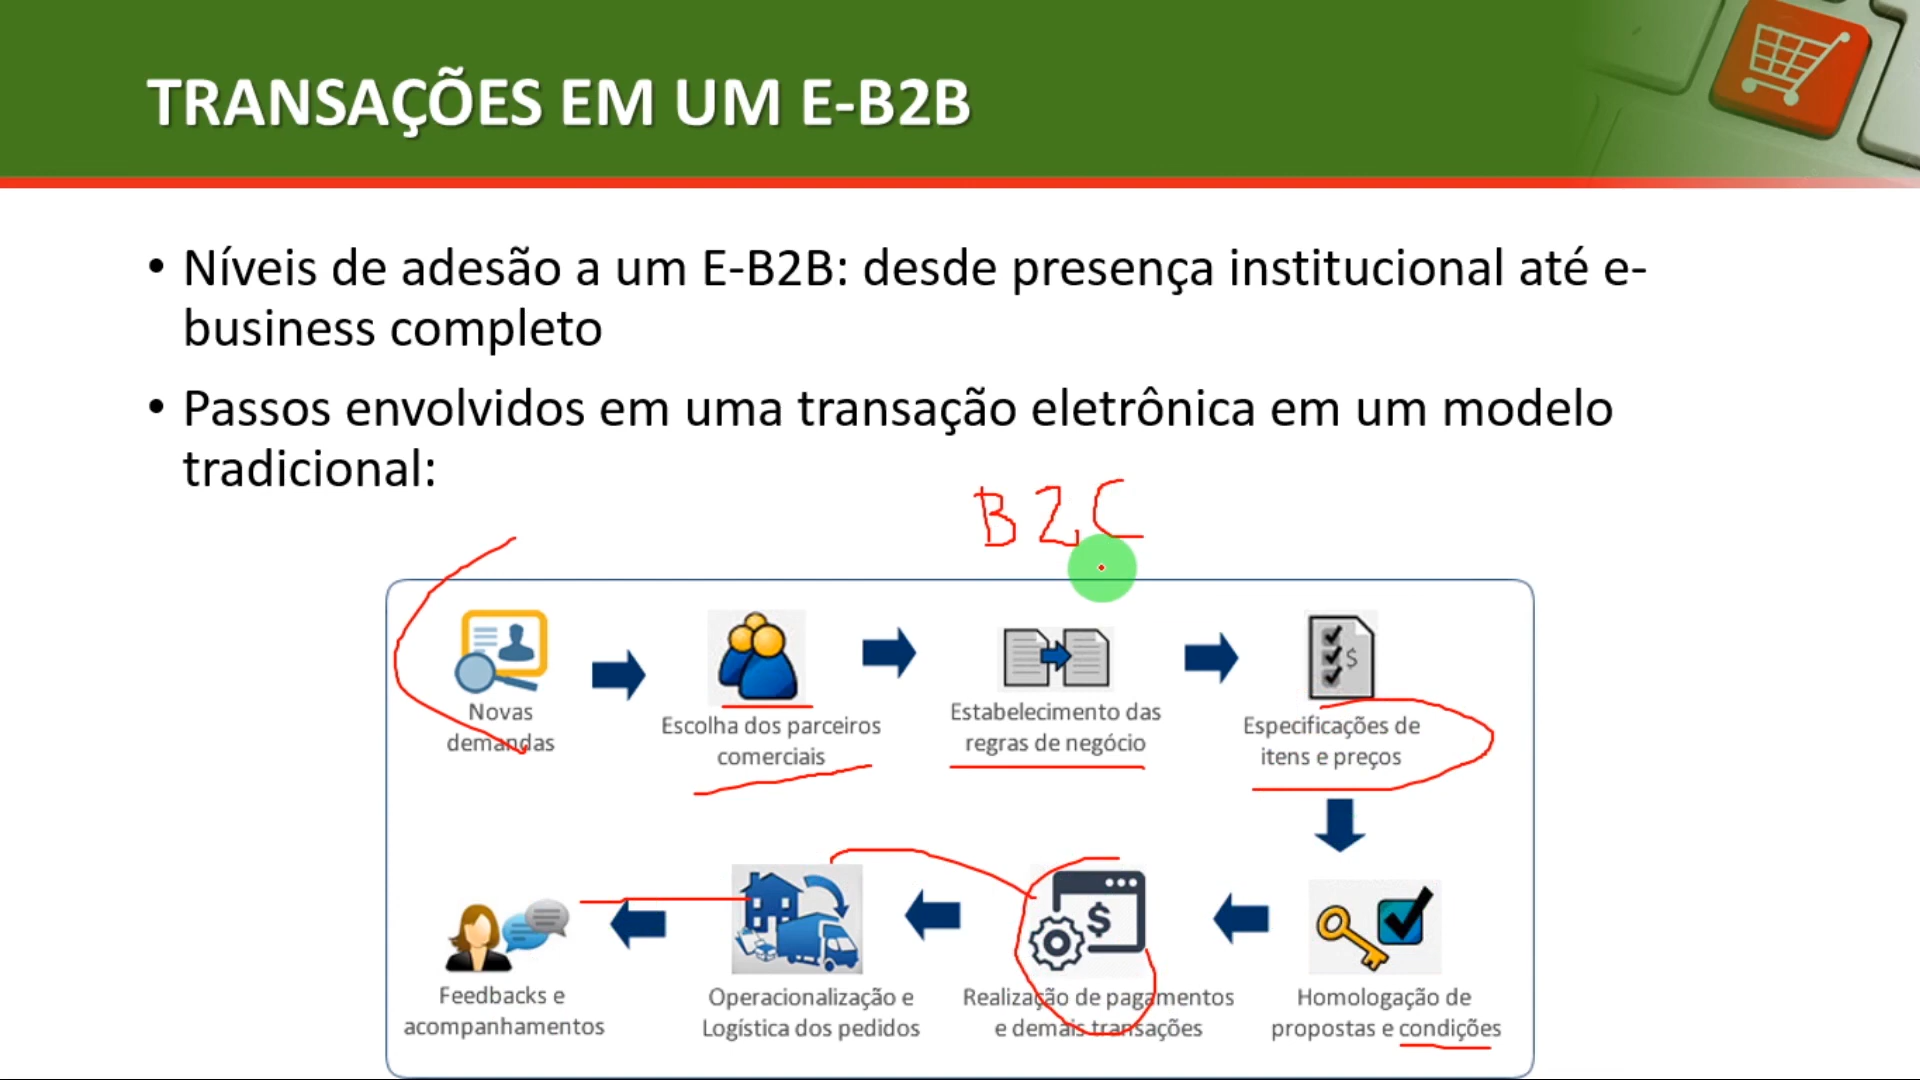 TRANSAÇÕES EM UM E-B2B
• Níveis de adesão a um E-B2B: desde presença institucional até e-
business completo
• Passos envolvidos em uma transação eletrônica em um modelo
tradicional:
B2C
Novas
demandas
Escolha dos parceiros
comerciais
Estabelecimento das
regras de negócio
$
Especificações de
itens e preços
Feedbacks e
acompanhamentos
Operacionalização e
Logística dos pedidos
$
Realização de pagamentos
e demais transações
Homologação de
propostas e condições